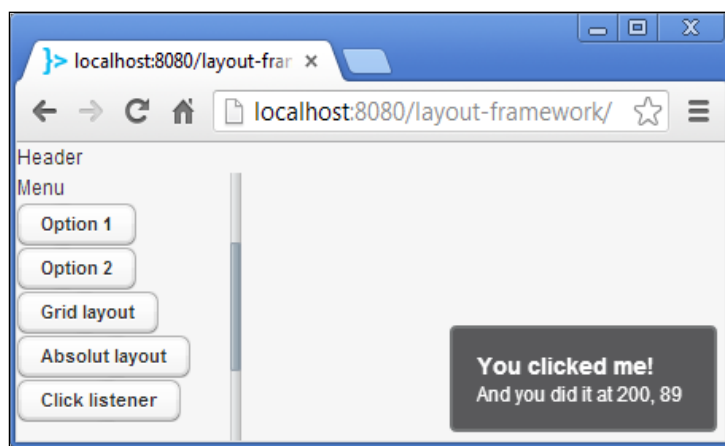 localhost:8080/layout-fran
localhost:8080/layout-framework/
Header
Menu
Option 1
Option 2
Grid layout
Absolut layout
Click listener
You clicked me!
And you did it at 200, 89